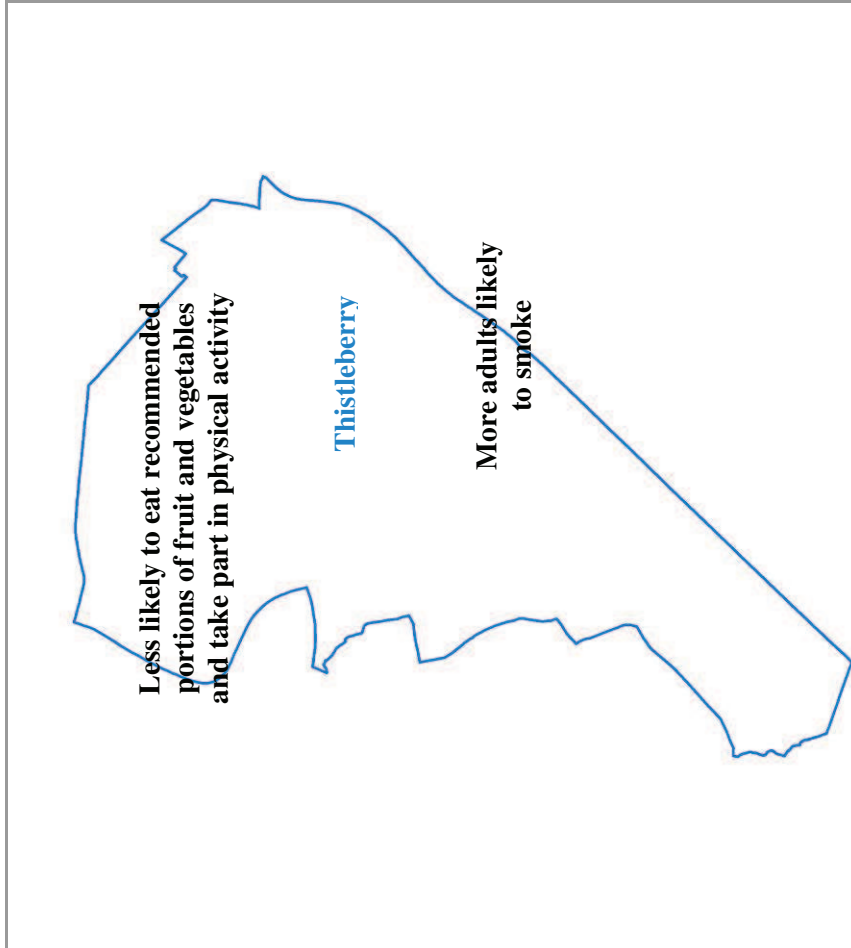 Less likely to eat recommended
portions of fruit and vegetables
and take part in physical activity
Thistleberry
More adults likely
to smoke